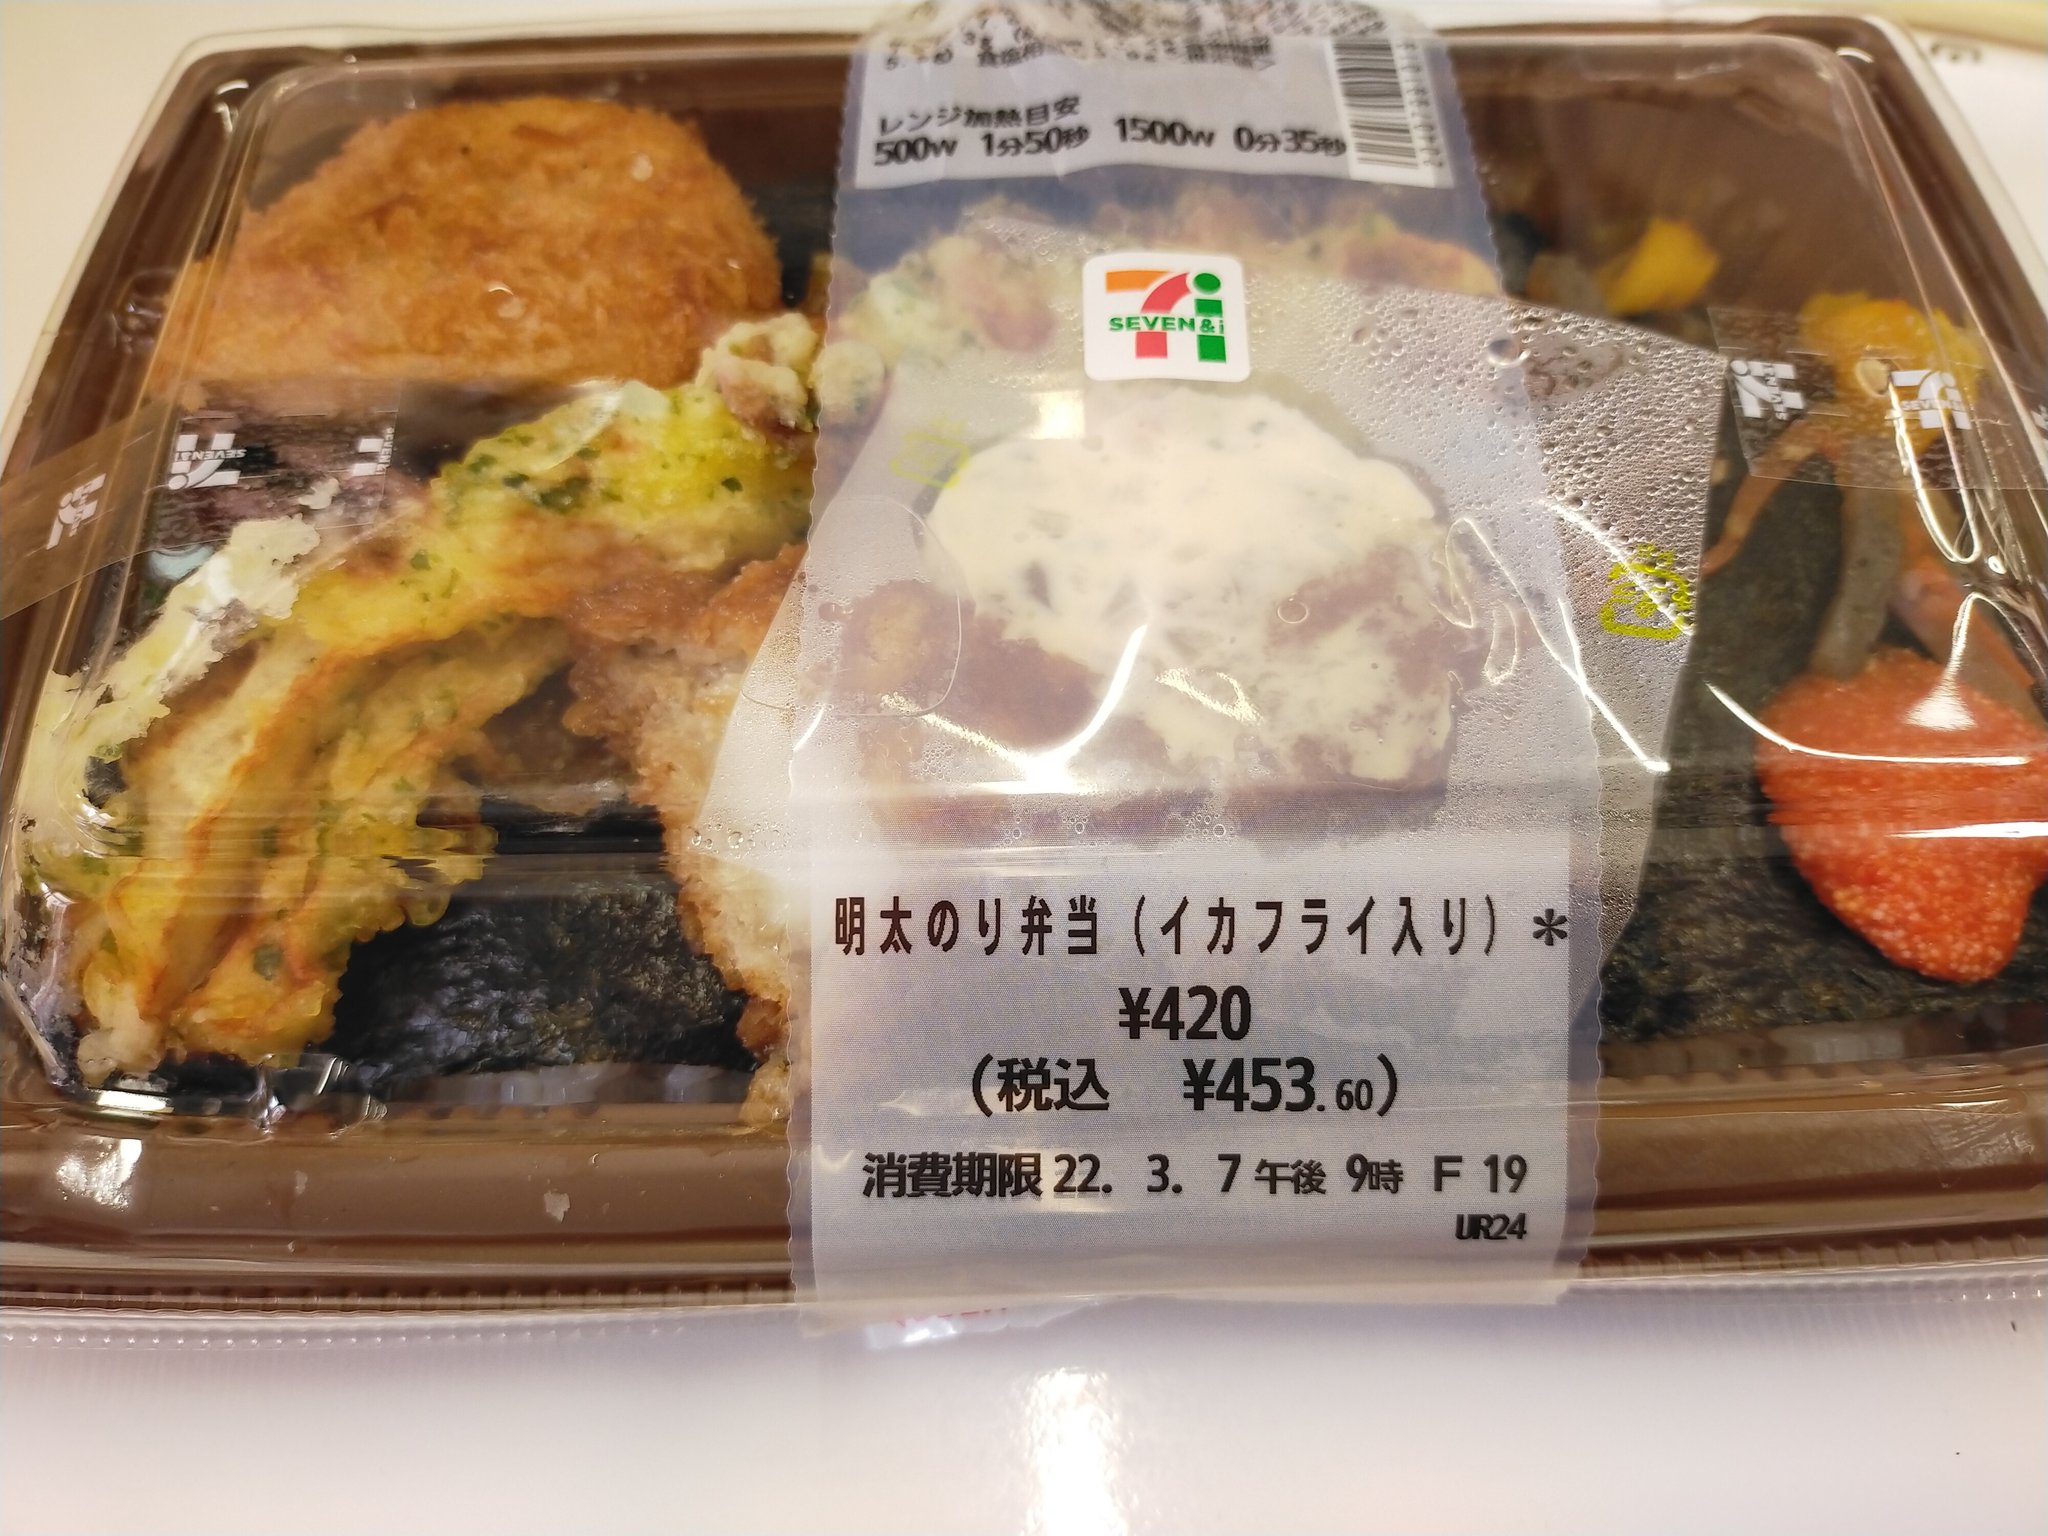 レンジ加熱目安
500W 1分50秒 1500W 0分35秒
SEVEN&i
明太のり弁当(イカフライ入り)*
¥420
(税込 ¥453.60)
消費期限 22. 3. 7 午後 9時 F 19
UR24